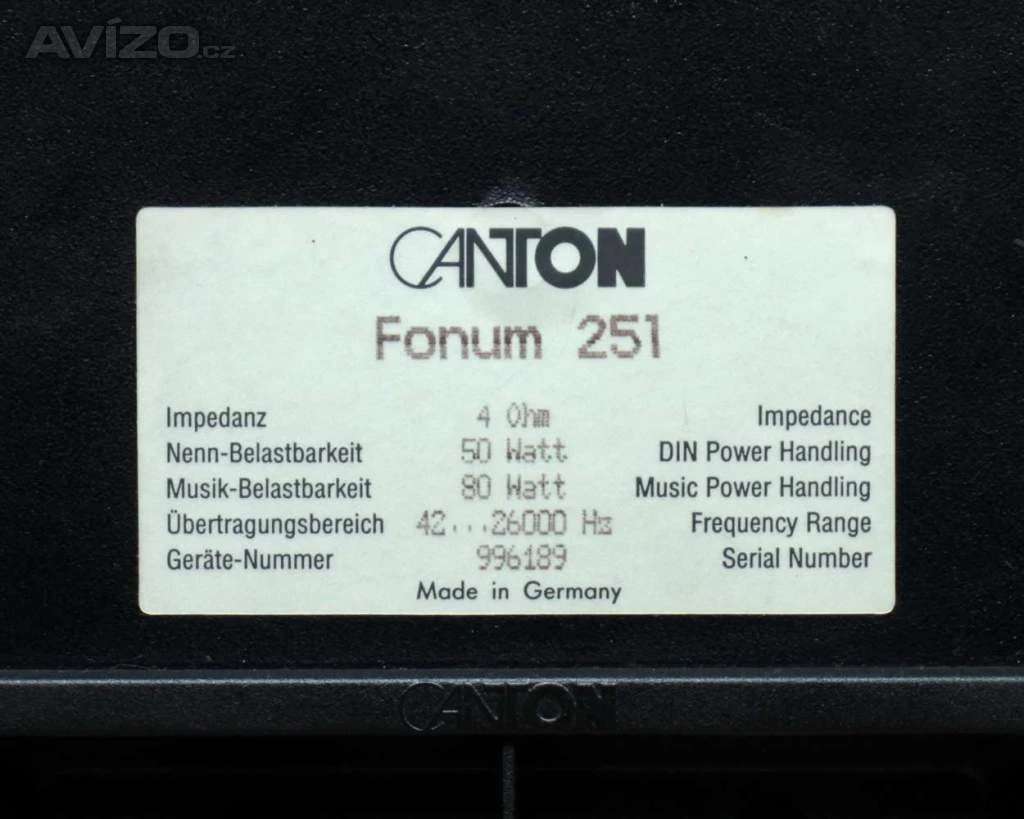 AVÍZO.cz
CANTON
Fonum 251
Impedanz 4 Ohm Impedance
Nenn-Belastbarkeit 50 Watt DIN Power Handling
Musik-Belastbarkeit 80 Watt Music Power Handling
Übertragungsbereich 42...26000 Hz Frequency Range
Geräte-Nummer 996189 Serial Number
Made in Germany
CANTON